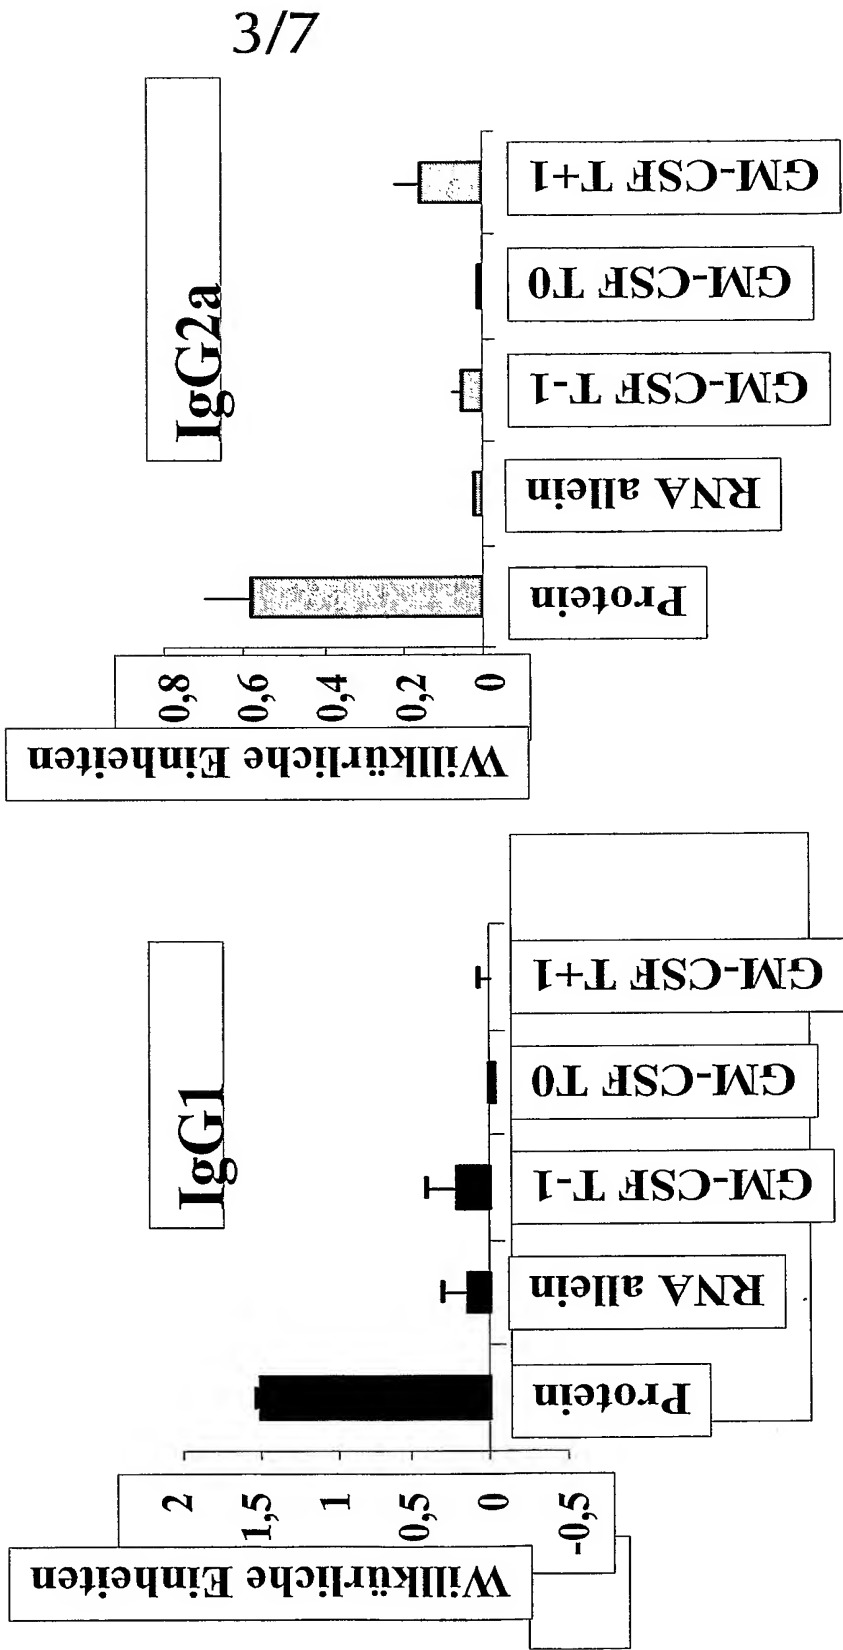 3/7
IgG1
Willkürliche Einheiten
2
1,5
1
0,5
0
-0,5
Protein
RNA allein
GM-CSF T-1
GM-CSF T0
GM-CSF T+1
IgG2a
Willkürliche Einheiten
0,8
0,6
0,4
0,2
0
Protein
RNA allein
GM-CSF T-1
GM-CSF T0
GM-CSF T+1